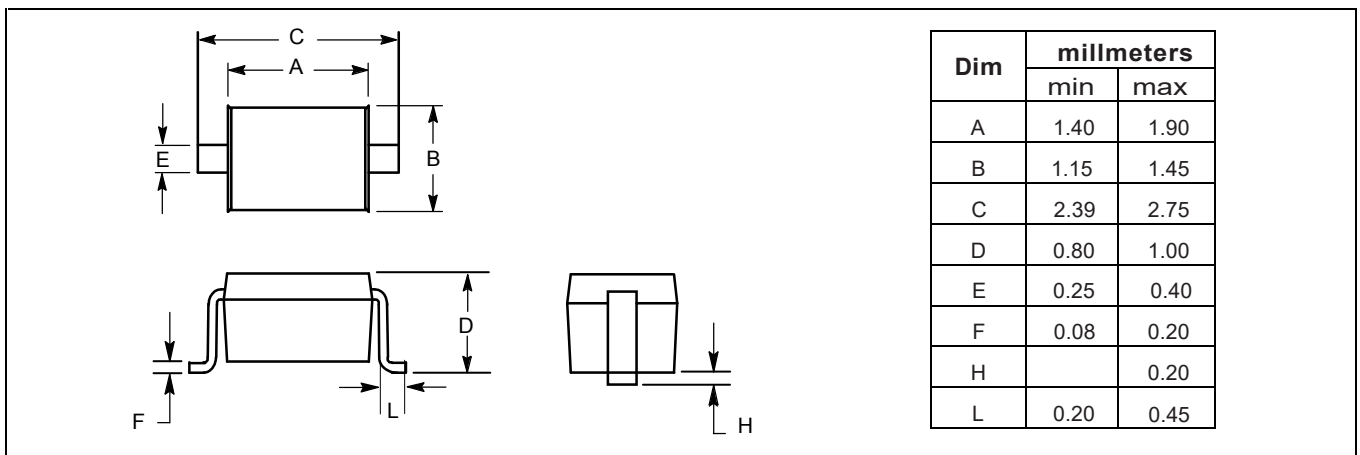 C
A
E
B
D
F
L
H
Dim millmeters
min max
A 1.40 1.90
B 1.15 1.45
C 2.39 2.75
D 0.80 1.00
E 0.25 0.40
F 0.08 0.20
H 0.20
L 0.20 0.45